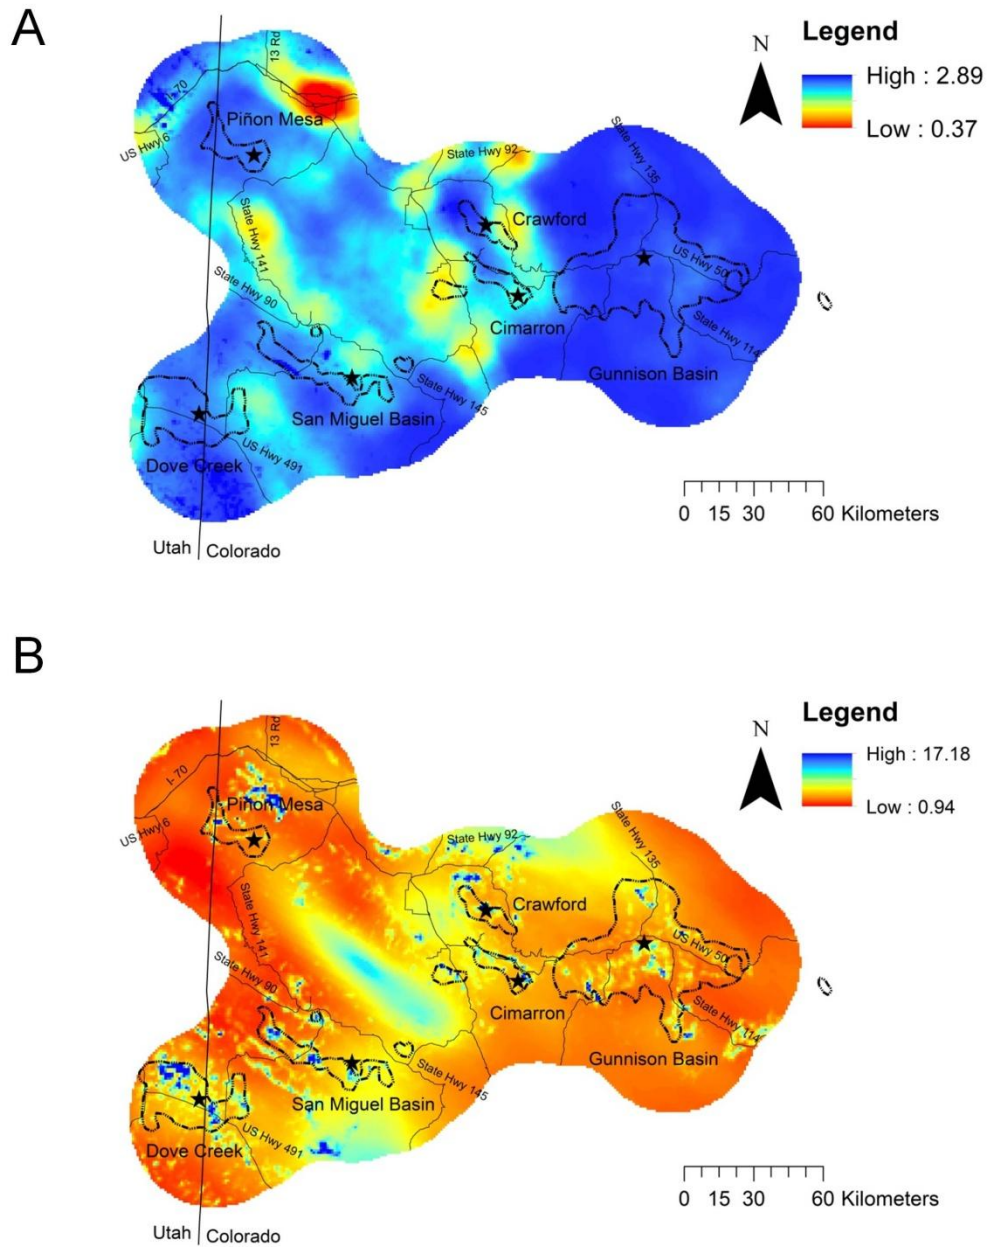 A
Legend
N
High : 2.89
Low : 0.37
13 Rd
I- 70
Piñon Mesa
US Hwy 6
State Hwy 92
State Hwy 135
Crawford
State Hwy 141
US Hwy 50
State Hwy 90
Cimarron
State Hwy 114
Gunnison Basin
State Hwy 145
San Miguel Basin
US Hwy 491
Dove Creek
0 15 30 60 Kilometers
Utah Colorado
B
Legend
N
High : 17.18
Low : 0.94
13 Rd
I- 70
Piñon Mesa
US Hwy 6
State Hwy 92
State Hwy 135
Crawford
State Hwy 141
US Hwy 50
State Hwy 90
Cimarron
State Hwy 114
Gunnison Basin
State Hwy 145
San Miguel Basin
US Hwy 491
Dove Creek
0 15 30 60 Kilometers
Utah Colorado